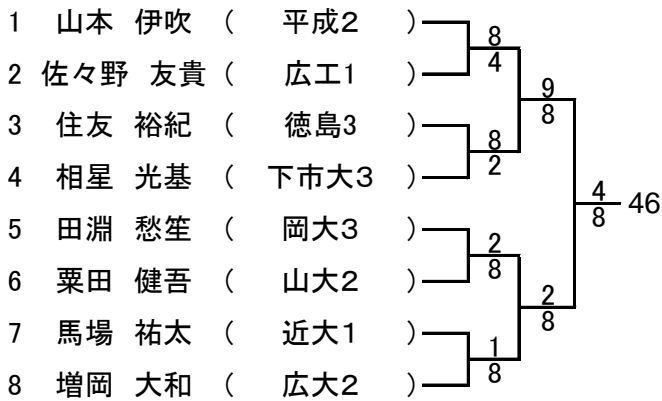 1 山本 伊吹 ( 平成2 )
2 佐々野 友貴 ( 広工1 )
3 住友 裕紀 ( 徳島3 )
4 相星 光基 ( 下市大3 )
5 田淵 愁笙 ( 岡大3 )
6 粟田 健吾 ( 山大2 )
7 馬場 祐太 ( 近大1 )
8 増岡 大和 ( 広大2 )
8
4
8
2
2
8
1
8
9
8
2
8
4
8
46